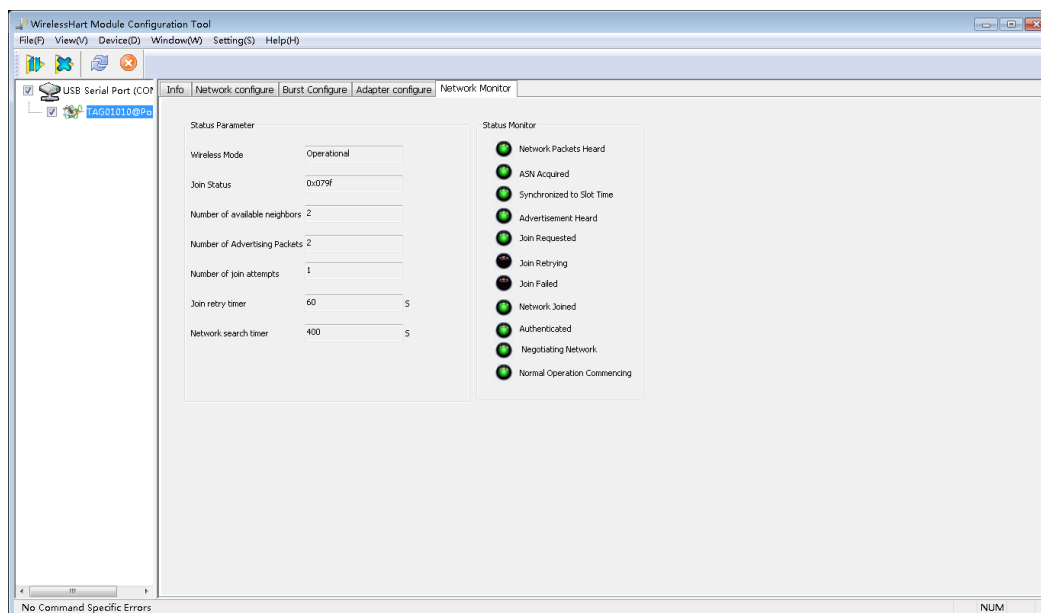 WirelessHart Module Configuration Tool
File(F) View(V) Device(D) Window(W) Setting(S) Help(H)
USB Serial Port (COM
TAG01010@Po
Info Network configure Burst Configure Adapter configure Network Monitor
Status Parameter
Wireless Mode Operational
Join Status 0x079f
Number of available neighbors 2
Number of Advertising Packets 2
Number of join attempts 1
Join retry timer 60 S
Network search timer 400 S
Status Monitor
Network Packets Heard
ASN Acquired
Synchronized to Slot Time
Advertisement Heard
Join Requested
Join Retrying
Join Failed
Network Joined
Authenticated
Negotiating Network
Normal Operation Commencing
No Command Specific Errors NUM